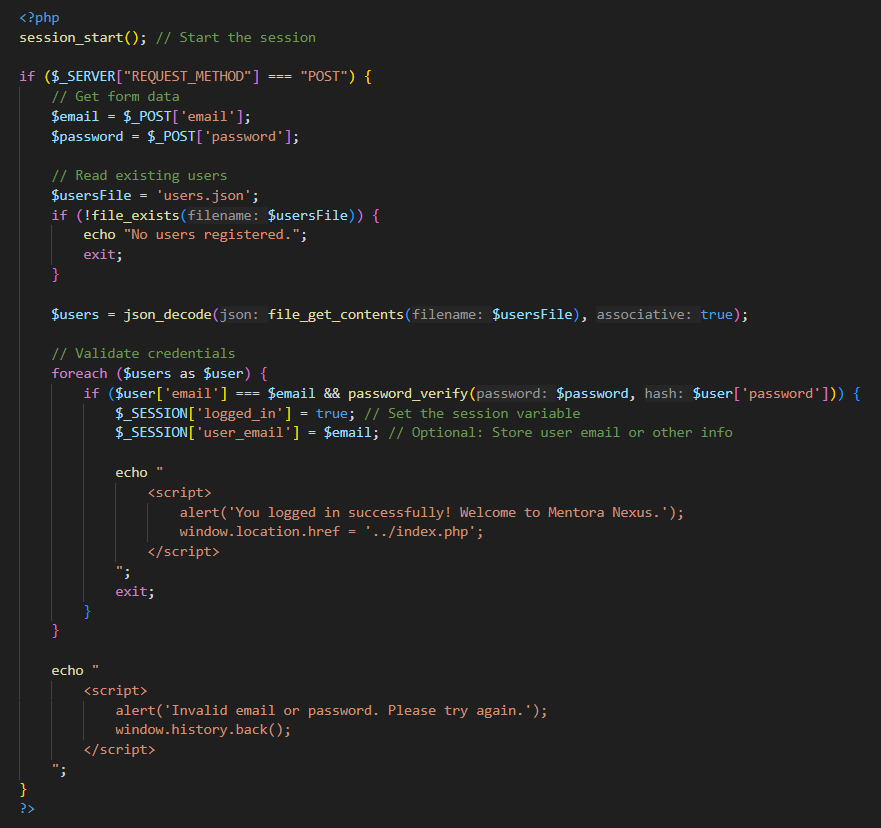 <?php
session_start(); // Start the session
if ($_SERVER["REQUEST_METHOD"] === "POST") {
// Get form data
$email = $_POST['email'];
$password = $_POST['password'];
// Read existing users
$usersFile = 'users.json';
if (!file_exists(filename: $usersFile)) {
echo "No users registered.";
exit;
}
$users = json_decode(json: file_get_contents(filename: $usersFile), associative: true);
// Validate credentials
foreach ($users as $user) {
if ($user['email'] === $email && password_verify(password: $password, hash: $user['password'])) {
$_SESSION['logged_in'] = true; // Set the session variable
$_SESSION['user_email'] = $email; // Optional: Store user email or other info
echo "
<script>
alert('You logged in successfully! Welcome to Mentora Nexus.');
window.location.href = '../index.php';
</script>
";
exit;
}
}
echo "
<script>
alert('Invalid email or password. Please try again.');
window.history.back();
</script>
";
}
?>